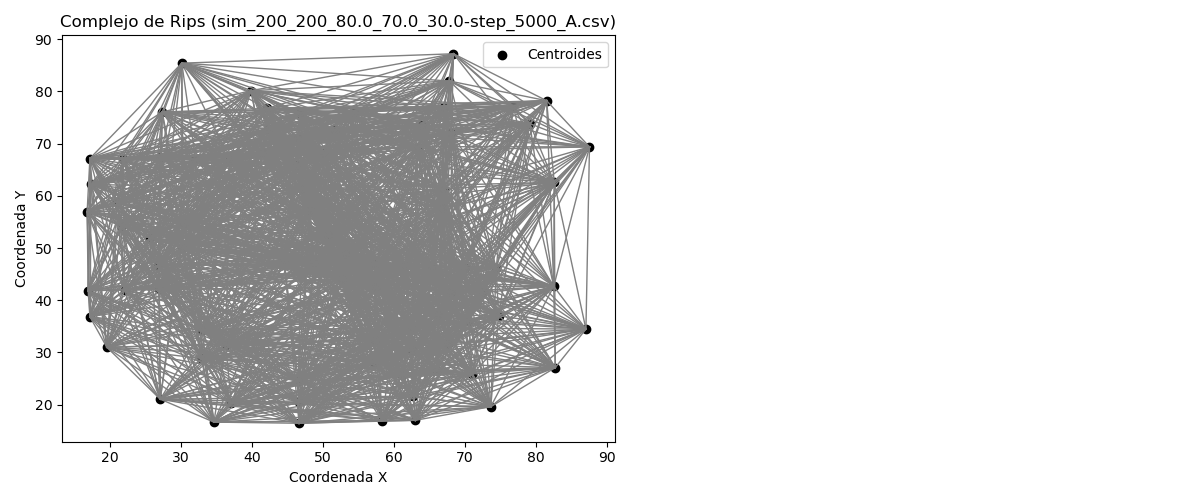 Complejo de Rips (sim_200_200_80.0_70.0_30.0-step_5000_A.csv)
Centroides
90
80
70
60
50
40
30
20
Coordenada Y
20 30 40 50 60 70 80 90
Coordenada X